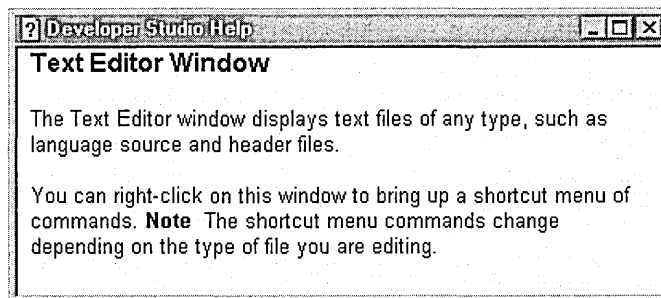 Developer Studio Help
Text Editor Window
The Text Editor window displays text files of any type, such as
language source and header files.
You can right-click on this window to bring up a shortcut menu of
commands. Note The shortcut menu commands change
depending on the type of file you are editing.